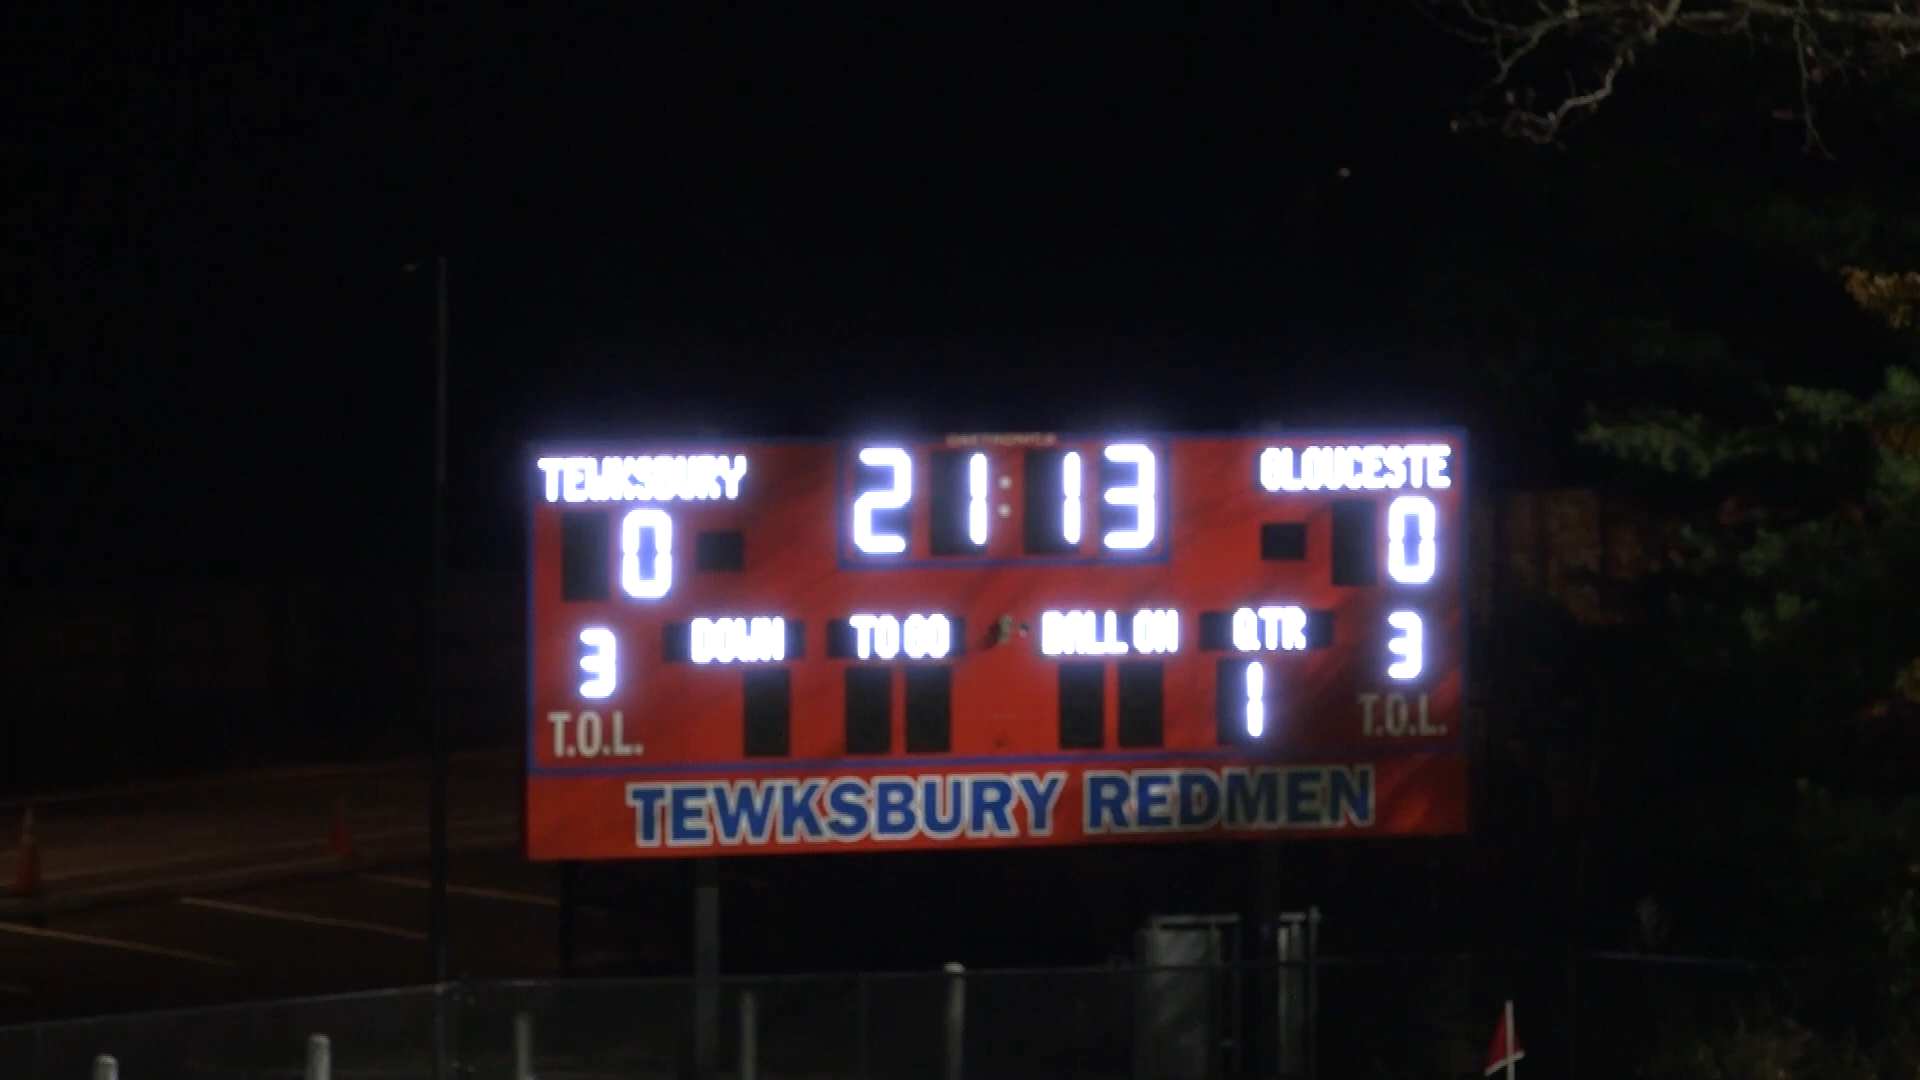 TEWKSBURY 21:13 GLOUCESTE
0 0
3 DOWN TO GO BALL ON QTR 3
1
T.O.L. T.O.L.
TEWKSBURY REDMEN